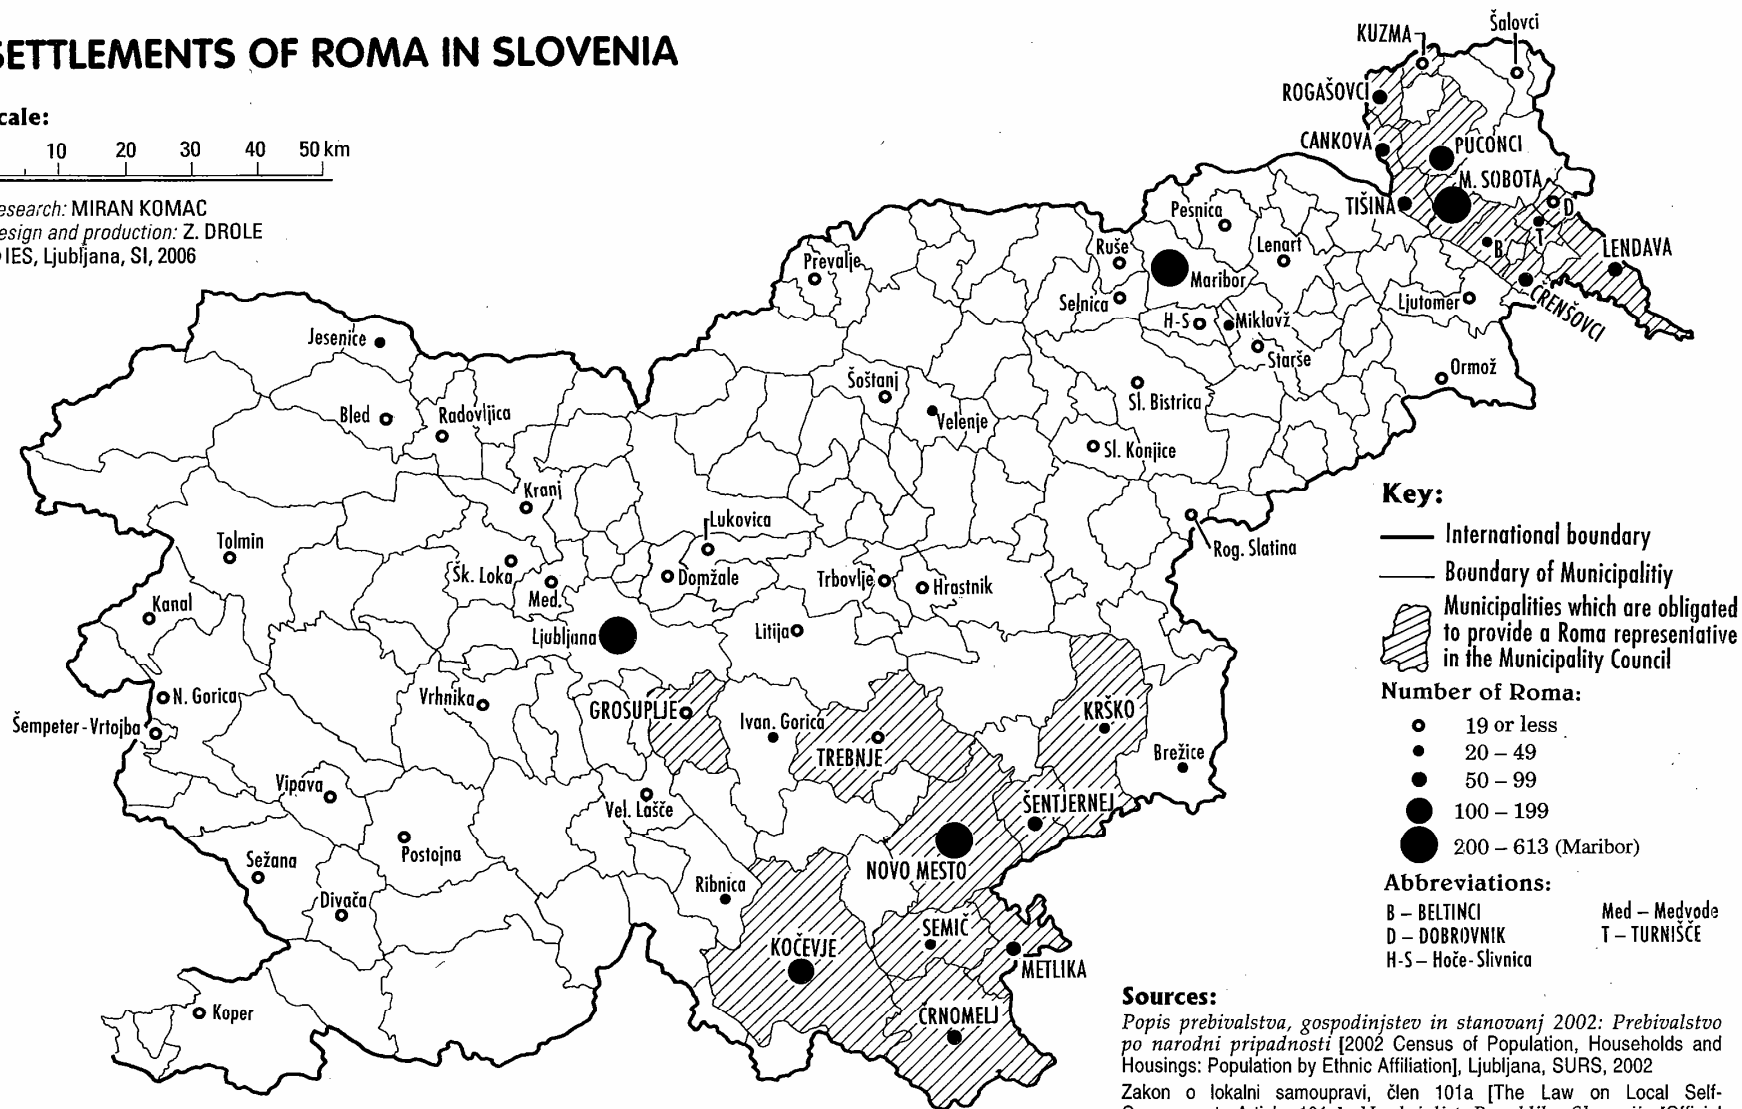 SETTLEMENTS OF ROMA IN SLOVENIA
cale:
10 20 30 40 50 km
esearch: MIRAN KOMAC
esign and production: Z. DROLE
IES, Ljubljana, SI, 2006
KUZMA
Šalovci
ROGAŠOVCI
CANKOVA
PUCONCI
M. SOBOTA
TIŠINA
D
T
B
LENDAVA
ČRENŠOVCI
Pesnica
Ruše
Lenart
Maribor
Prevalje
Selnica
Ljutomer
H-S
Miklavž
Starše
Ormož
Jesenice
Šoštanj
Velenje
Sl. Bistrica
Sl. Konjice
Bled
Radovljica
Kranj
Lukovica
Rog. Slatina
Tolmin
Šk. Loka
Med.
Domžale
Trbovlje
Hrastnik
Kanal
Ljubljana
Litija
N. Gorica
Vrhnika
GROSUPLJE
Ivan. Gorica
KRŠKO
Šempeter-Vrtojba
TREBNJE
Brežice
Vipava
Vel. Lašče
ŠENTJERNEJ
Postojna
Sežana
NOVO MESTO
Ribnica
Divača
SEMIČ
KOČEVJE
METLIKA
Koper
ČRNOMELJ
Key:
International boundary
Boundary of Municipalitiy
Municipalities which are obligated
to provide a Roma representative
in the Municipality Council
Number of Roma:
19 or less
20 – 49
50 – 99
100 – 199
200 – 613 (Maribor)
Abbreviations:
B – BELTINCI Med – Medvode
D – DOBROVNIK T – TURNIŠČE
H-S – Hoče-Slivnica
Sources:
Popis prebivalstva, gospodinjstev in stanovanj 2002: Prebivalstvo
po narodni pripadnosti [2002 Census of Population, Households and
Housings: Population by Ethnic Affiliation], Ljubljana, SURS, 2002
Zakon o lokalni samoupravi, člen 101a [The Law on Local Self-